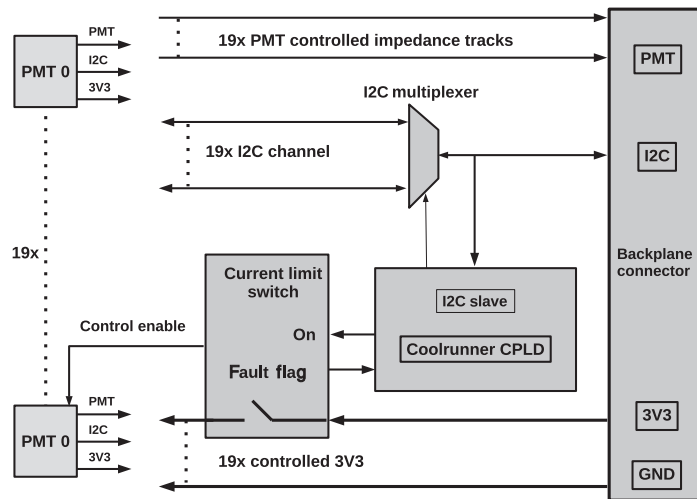 PMT 0
PMT
I2C
3V3
19x PMT controlled impedance tracks
PMT
I2C multiplexer
19x I2C channel
I2C
19x
Backplane
connector
Current limit
switch
On
Fault flag
I2C slave
Coolrunner CPLD
Control enable
PMT 0
PMT
I2C
3V3
3V3
19x controlled 3V3
GND